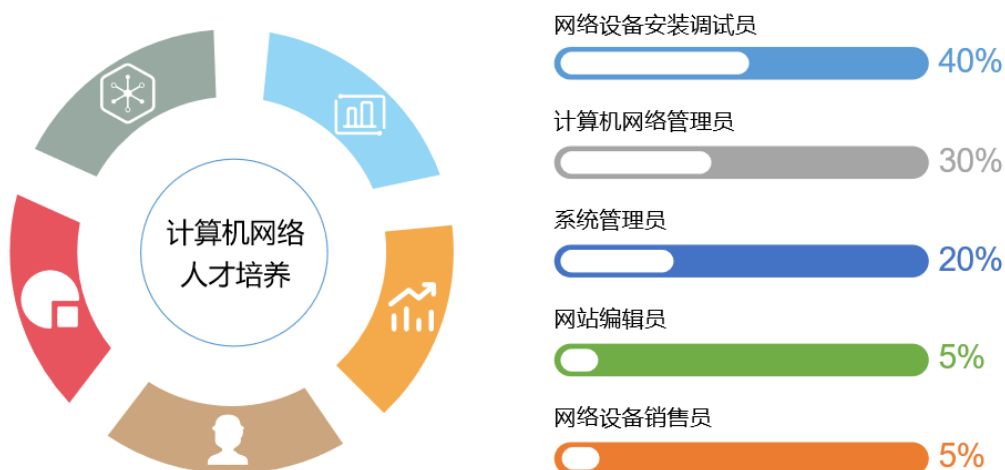 计算机网络
人才培养
网络设备安装调试员
40%
计算机网络管理员
30%
系统管理员
20%
网站编辑员
5%
网络设备销售员
5%